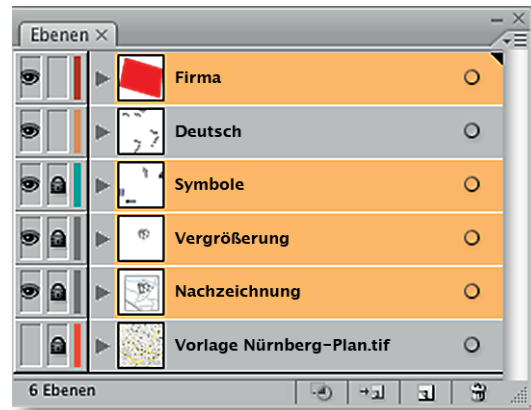 Ebenen
Firma
Deutsch
Symbole
Vergrößerung
Nachzeichnung
Vorlage Nürnberg-Plan.tif
6 Ebenen